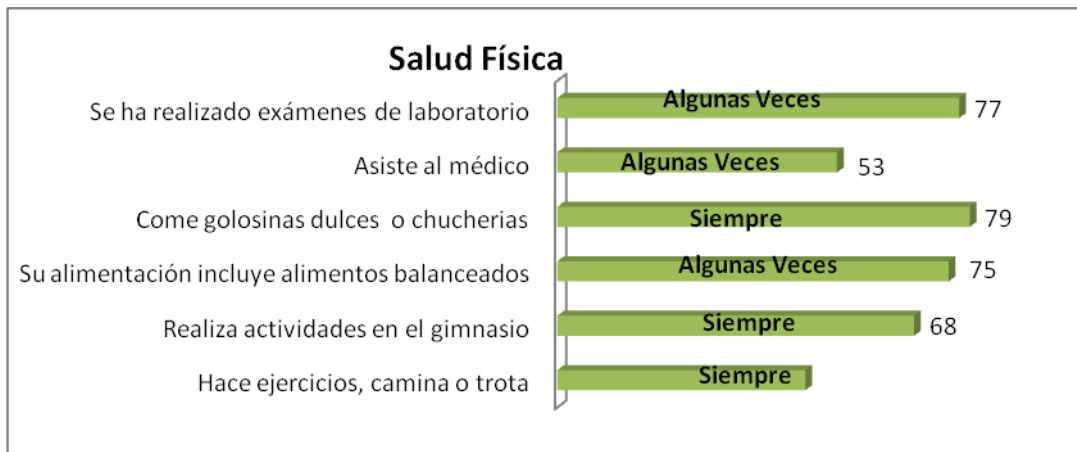 Salud Física
Se ha realizado exámenes de laboratorio Algunas Veces 77
Asiste al médico Algunas Veces 53
Come golosinas dulces o chucherias Siempre 79
Su alimentación incluye alimentos balanceados Algunas Veces 75
Realiza actividades en el gimnasio Siempre 68
Hace ejercicios, camina o trota Siempre